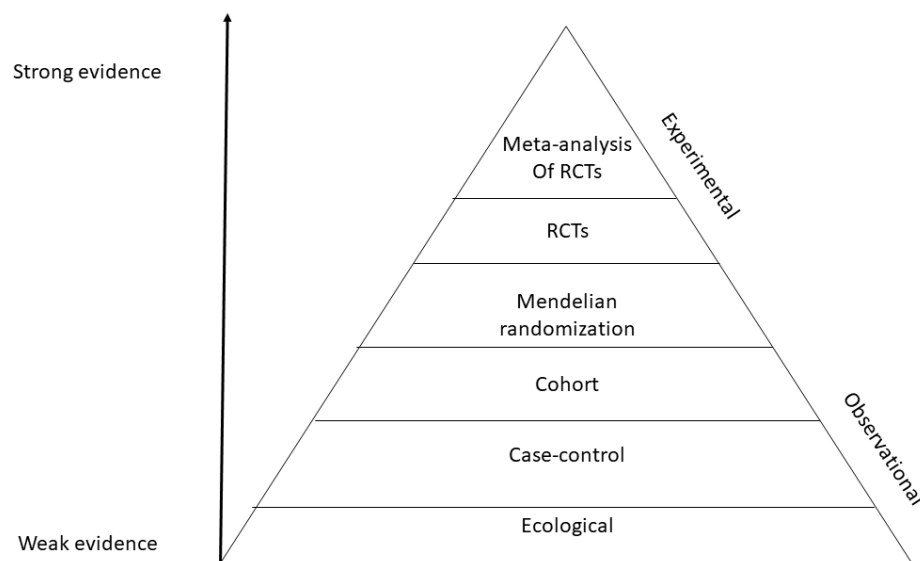 Strong evidence
Experimental
Meta-analysis
Of RCTs
RCTs
Mendelian
randomization
Cohort
Observational
Case-control
Ecological
Weak evidence